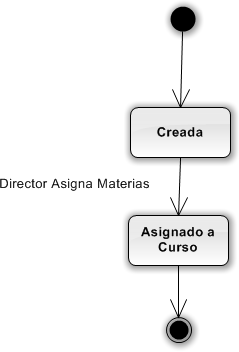 Creada
Director Asigna Materias
Asignado a
Curso